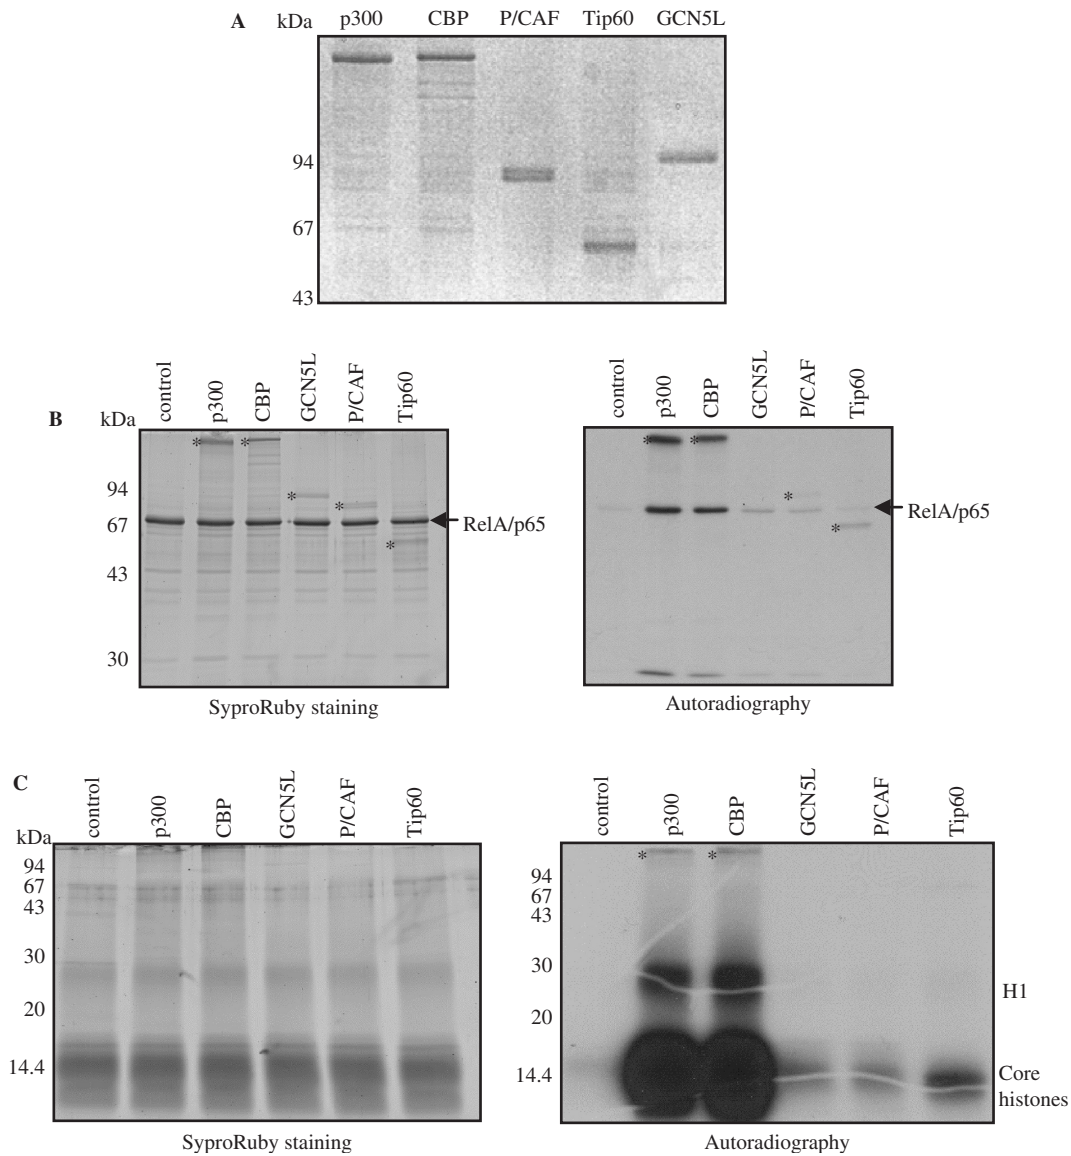 A kDa p300 CBP P/CAF Tip60 GCN5L
94
67
43
B kDa control p300 CBP GCN5L P/CAF Tip60
94
67
43
30
* * * * *
RelA/p65
SyproRuby staining
control p300 CBP GCN5L P/CAF Tip60
* * * *
RelA/p65
Autoradiography
C kDa control p300 CBP GCN5L P/CAF Tip60
94
67
43
30
20
14.4
SyproRuby staining
control p300 CBP GCN5L P/CAF Tip60
* *
94
67
43
30
20
14.4
H1
Core
histones
Autoradiography